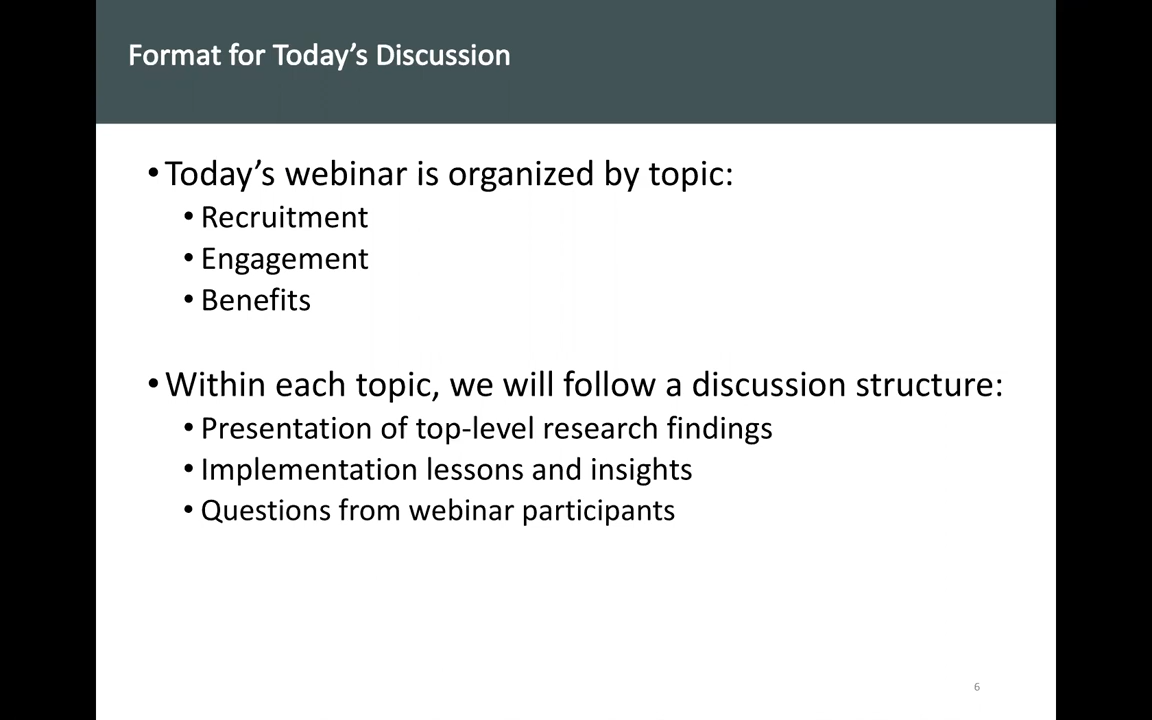 Format for Today’s Discussion
•Today’s webinar is organized by topic:
•Recruitment
•Engagement
•Benefits
•Within each topic, we will follow a discussion structure:
•Presentation of top-level research findings
•Implementation lessons and insights
•Questions from webinar participants
6